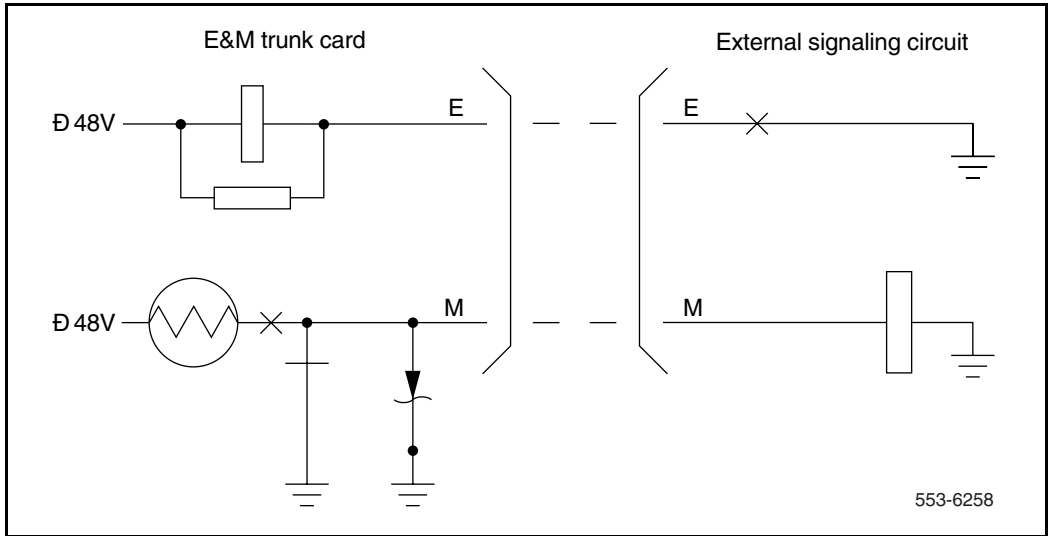 E&M trunk card
External signaling circuit
Ð 48V
E
E
Ð 48V
M
M
553-6258